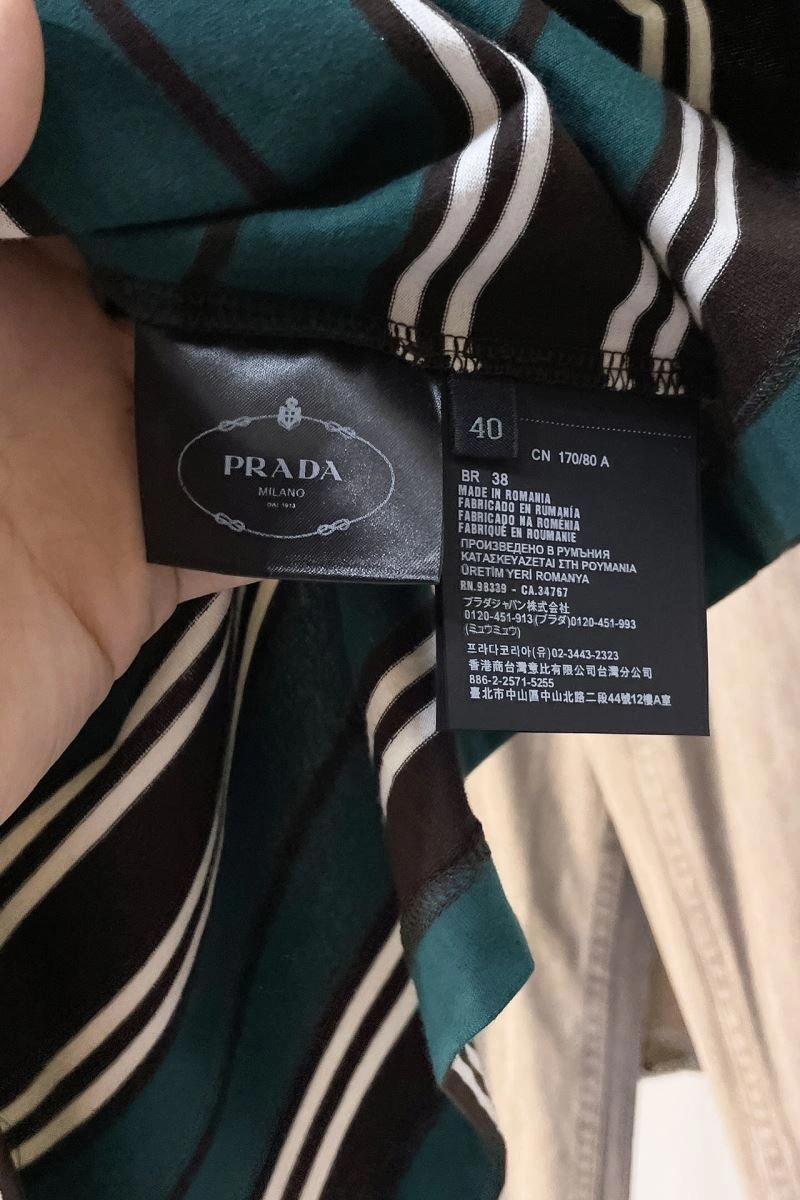 PRADA
MILANO
DAL 1913
40
CN 170/80 A
BR 38
MADE IN ROMANIA
FABRICADO EN RUMANÍA
FABRICADO NA ROMÉNIA
FABRIQUÉ EN ROUMANIE
ПРОИЗВЕДЕНО В РУМЪНИЯ
ΚΑΤΑΣΚΕΥΑΖΕΤΑΙ ΣΤΗ ΡΟΥΜΑΝΙΑ
ÜRETİM YERİ ROMANYA
RN.98339 - CA.34767
プラダジャパン株式会社
0120-451-913(プラダ)0120-451-993
(ミュウミュウ)
프라다코리아(유)02-3443-2323
香港商台灣意比有限公司台灣分公司
886-2-2571-5255
臺北市中山區中山北路二段44號12樓A室